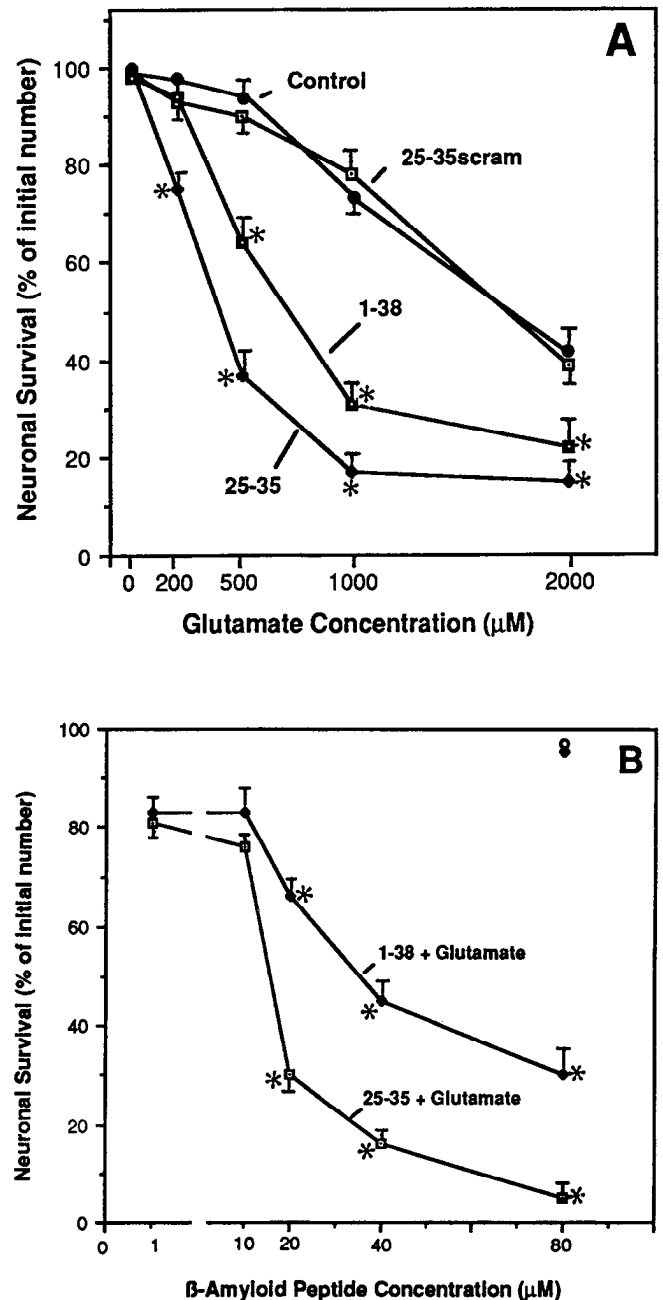 A
100
80
60
40
20
0
Neuronal Survival (% of initial number)
Control
25-35scram
1-38
25-35
* * * * * * *
0 200 500 1000 2000
Glutamate Concentration (µM)
B
100
80
60
40
20
0
Neuronal Survival (% of initial number)
1-38 + Glutamate
25-35 + Glutamate
* * * * * *
0 1 10 20 40 80
ß-Amyloid Peptide Concentration (µM)